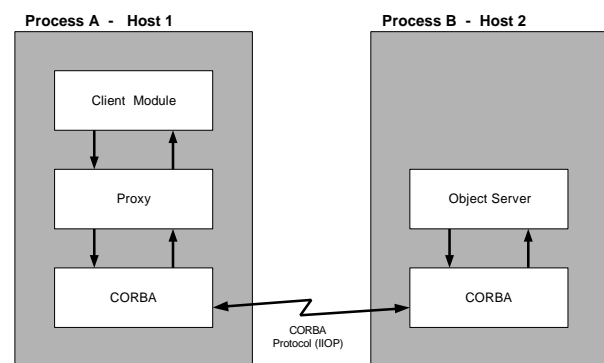 Process A - Host 1
Process B - Host 2
Client Module
Proxy
Object Server
CORBA
CORBA
CORBA
Protocol (IIOP)